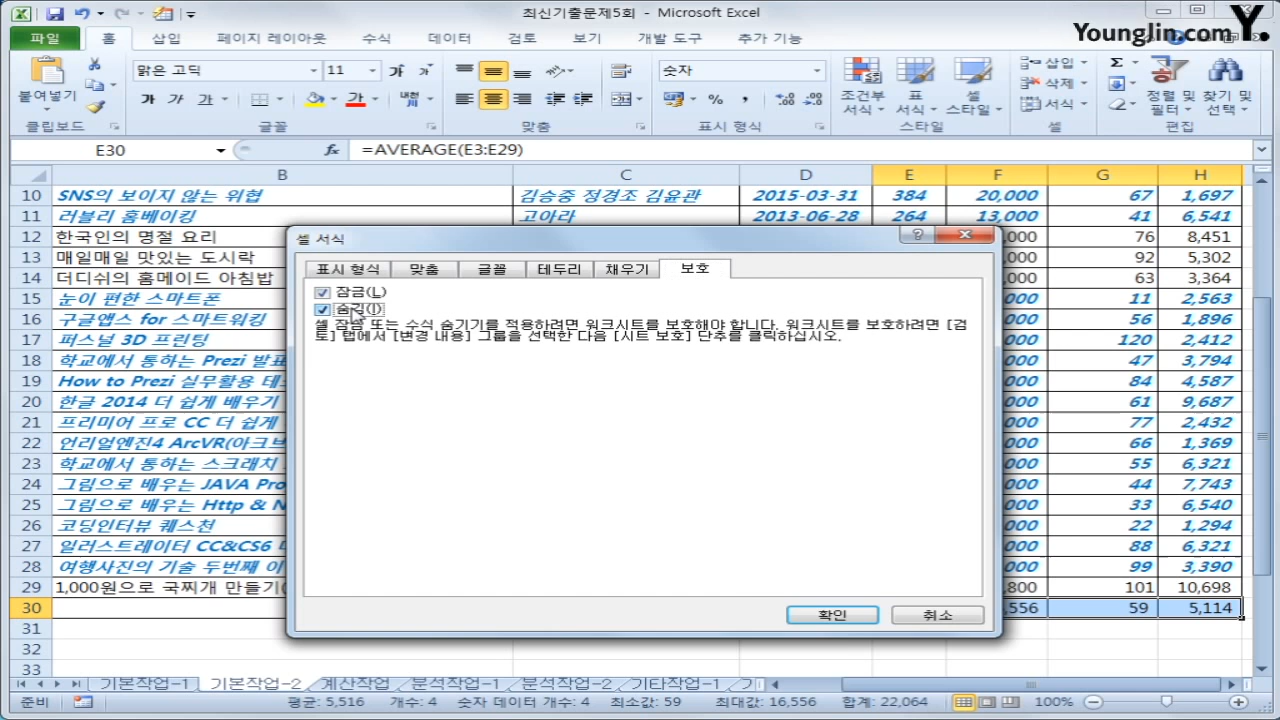 최신기출문제5회 - Microsoft Excel
Younglin.com Y.
파일 홈 삽입 페이지 레이아웃 수식 데이터 검토 보기 개발 도구 추가 기능
붙여넣기
클립보드
맑은 고딕 11
가 가 가 가 내천
글꼴
맞춤
숫자
표시 형식
조건부 서식 표 서식 셀 스타일
스타일
삽입
삭제
서식
셀
정렬 및 필터 찾기 및 선택
편집
E30 fx =AVERAGE(E3:E29)
B C D E F G H
10 SNS의 보이지 않는 위협 김승중 정경조 김윤관 2015-03-31 384 20,000 67 1,697
11 러블리 홈베이킹 고아라 2013-06-28 264 13,000 41 6,541
12 한국인의 명절 요리 ,000 76 8,451
13 매일매일 맛있는 도시락 ,000 92 5,302
14 더디쉬의 홈메이드 아침밥 ,000 63 3,364
15 눈이 편한 스마트폰 ,000 11 2,563
16 구글앱스 for 스마트워킹 ,000 56 1,896
17 퍼스널 3D 프린팅 ,000 120 2,412
18 학교에서 통하는 Prezi 발표 ,000 47 3,794
19 How to Prezi 실무활용 테 ,000 84 4,587
20 한글 2014 더 쉽게 배우기 ,000 61 9,687
21 프리미어 프로 CC 더 쉽게 ,000 77 2,432
22 언리얼엔진4 ArcVR(아크브 ,000 66 1,369
23 학교에서 통하는 스크래치 ,000 55 6,321
24 그림으로 배우는 JAVA Pro ,000 44 7,743
25 그림으로 배우는 Http & N ,000 33 6,540
26 코딩인터뷰 퀘스천 ,000 22 1,294
27 일러스트레이터 CC&CS6 ,000 88 6,321
28 여행사진의 기술 두번째 이 ,000 99 3,390
29 1,000원으로 국찌개 만들기( ,800 101 10,698
30 ,556 59 5,114
31
32
33
셀 서식
표시 형식 맞춤 글꼴 테두리 채우기 보호
잠금(L)
숨김(I)
셀 잠금 또는 수식 숨기기를 적용하려면 워크시트를 보호해야 합니다. 워크시트를 보호하려면 [검
토] 탭에서 [변경 내용] 그룹을 선택한 다음 [시트 보호] 단추를 클릭하십시오.
확인 취소
기본작업-1 기본작업-2 계산작업 분석작업-1 분석작업-2 기타작업-1
준비 평균: 5,516 개수: 4 숫자 데이터 개수: 4 최소값: 59 최대값: 16,556 합계: 22,064 100%